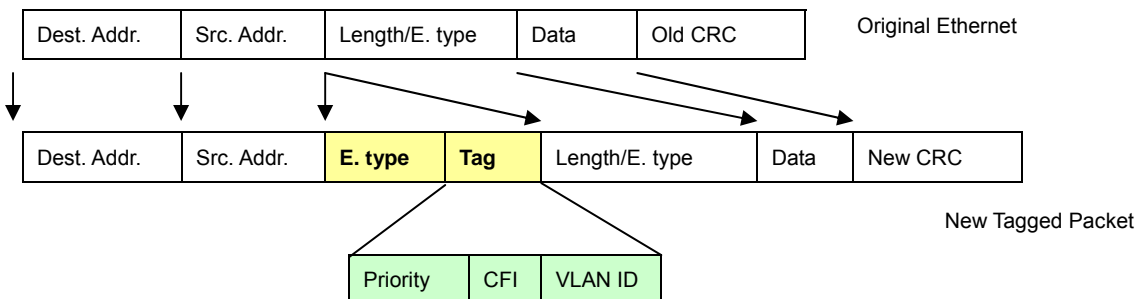 Dest. Addr. Src. Addr. Length/E. type Data Old CRC Original Ethernet
Dest. Addr. Src. Addr. E. type Tag Length/E. type Data New CRC
New Tagged Packet
Priority CFI VLAN ID